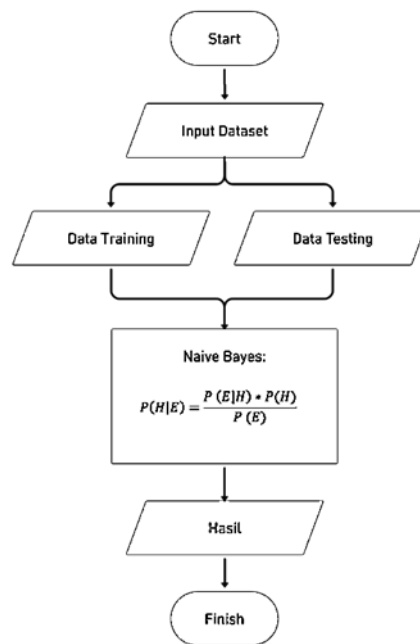 Start
Input Dataset
Data Training
Data Testing
Naive Bayes:
P(H|E) = P (E|H) * P(H) / P (E)
Hasil
Finish